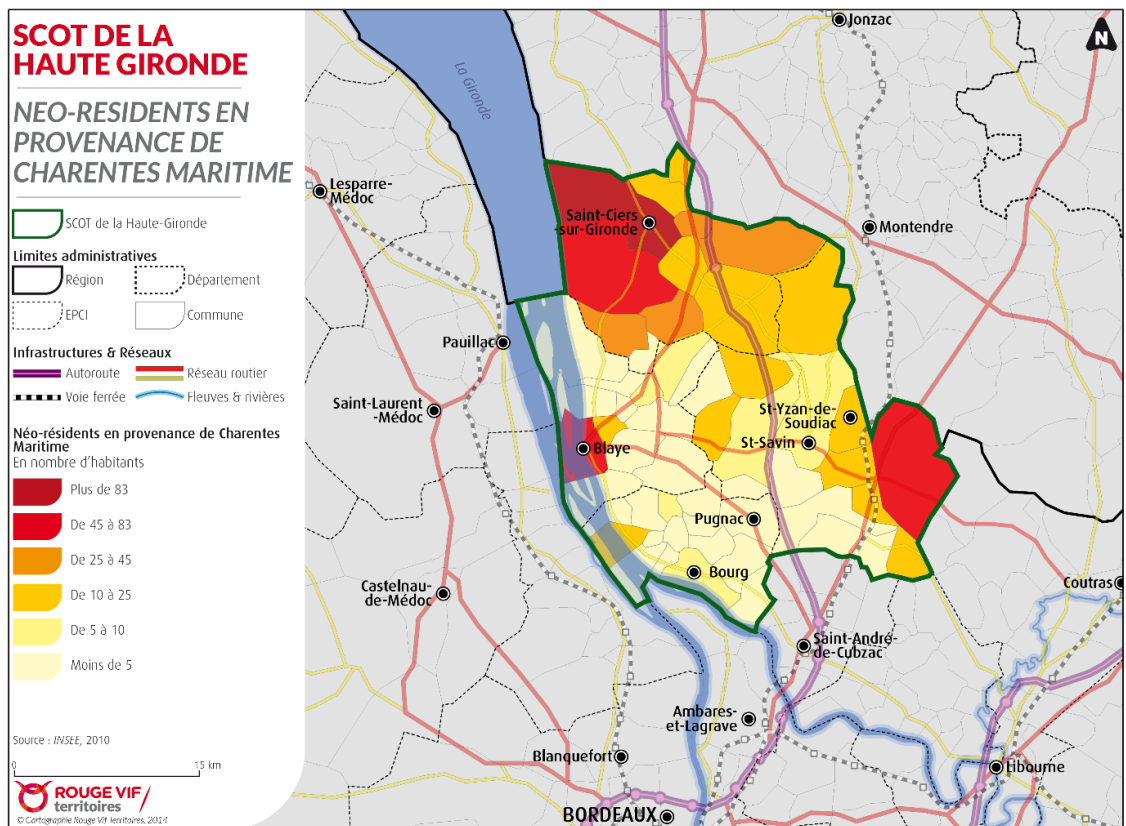 SCOT DE LA
HAUTE GIRONDE
NEO-RESIDENTS EN
PROVENANCE DE
CHARENTES MARITIME
SCOT de la Haute-Gironde
Limites administratives
Région
Département
EPCI
Commune
Infrastructures & Réseaux
Autoroute
Réseau routier
Voie ferrée
Fleuves & rivières
Néo-résidents en provenance de Charentes
Maritime
En nombre d'habitants
Plus de 83
De 45 à 83
De 25 à 45
De 10 à 25
De 5 à 10
Moins de 5
Source : INSEE, 2010
0
15 km
ROUGE VIF
territoires
© Cartographie Rouge Vif Territoires, 2014
N
Jonzac
La Gironde
Lesparre-
Médoc
Saint-Ciers
-sur-Gironde
Montendre
Pauillac
Saint-Laurent
-Médoc
St-Yzan-de-
Soudiac
St-Savin
Blaye
Pugnac
Bourg
Castelnau-
de-Médoc
Coutras
Saint-André-
de-Cubzac
Ambares-
et-Lagrave
Blanquefort
Libourne
BORDEAUX